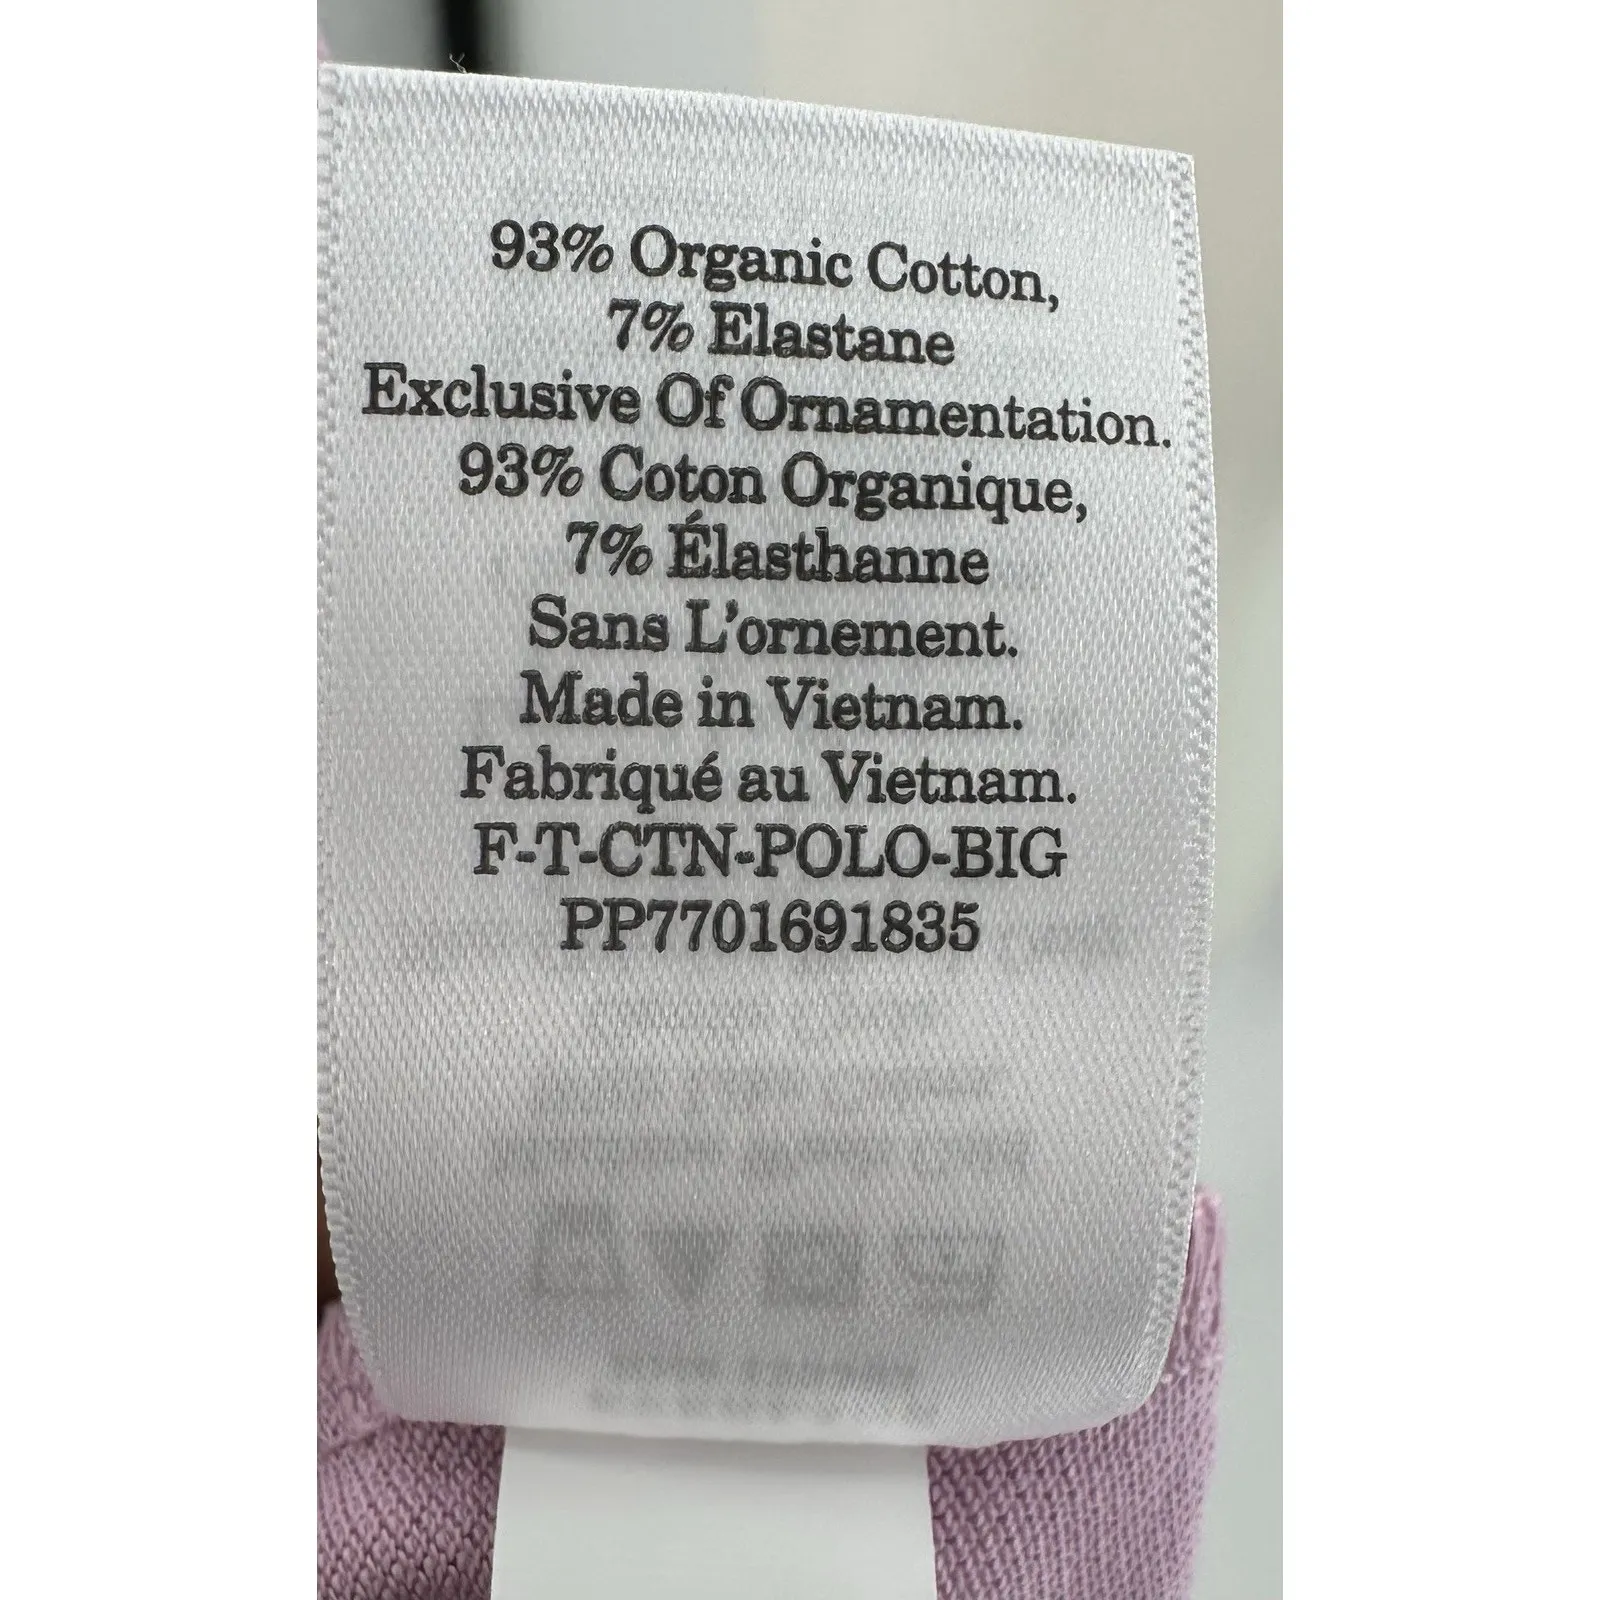 93% Organic Cotton,
7% Elastane
Exclusive Of Ornamentation.
93% Coton Organique,
7% Élasthanne
Sans L'ornement.
Made in Vietnam.
Fabriqué au Vietnam.
F-T-CTN-POLO-BIG
PP7701691835